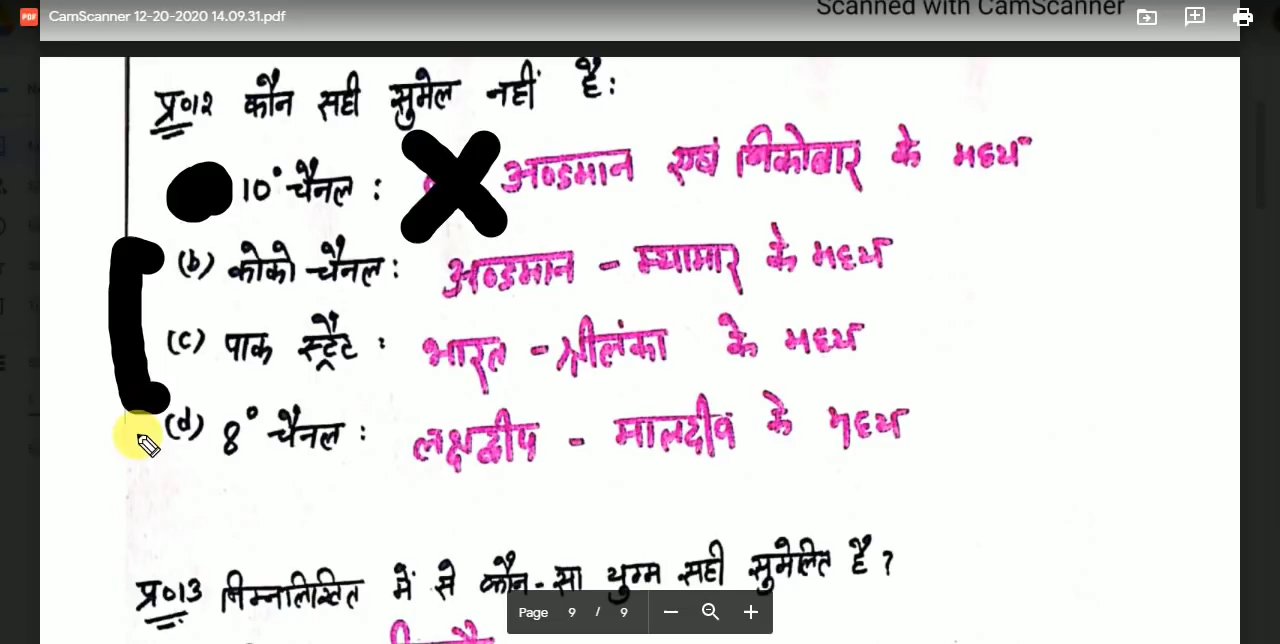 CamScanner 12-20-2020 14.09.31.pdf
Scanned with CamScanner
प्र०12 कौन सही सुमेल नहीं है:
10° चैनल : अण्डमान एवं निकोबार के मध्य
(b) कोको चैनल : अण्डमान - म्यामार के मध्य
(c) पाक स्ट्रैट : भारत - श्रीलंका के मध्य
(d) 8° चैनल : लक्षद्वीप - मालदीव के मध्य
प्र०13 निम्नलिखित में से कौन-सा युग्म सही सुमेलित है ?
Page 9 / 9